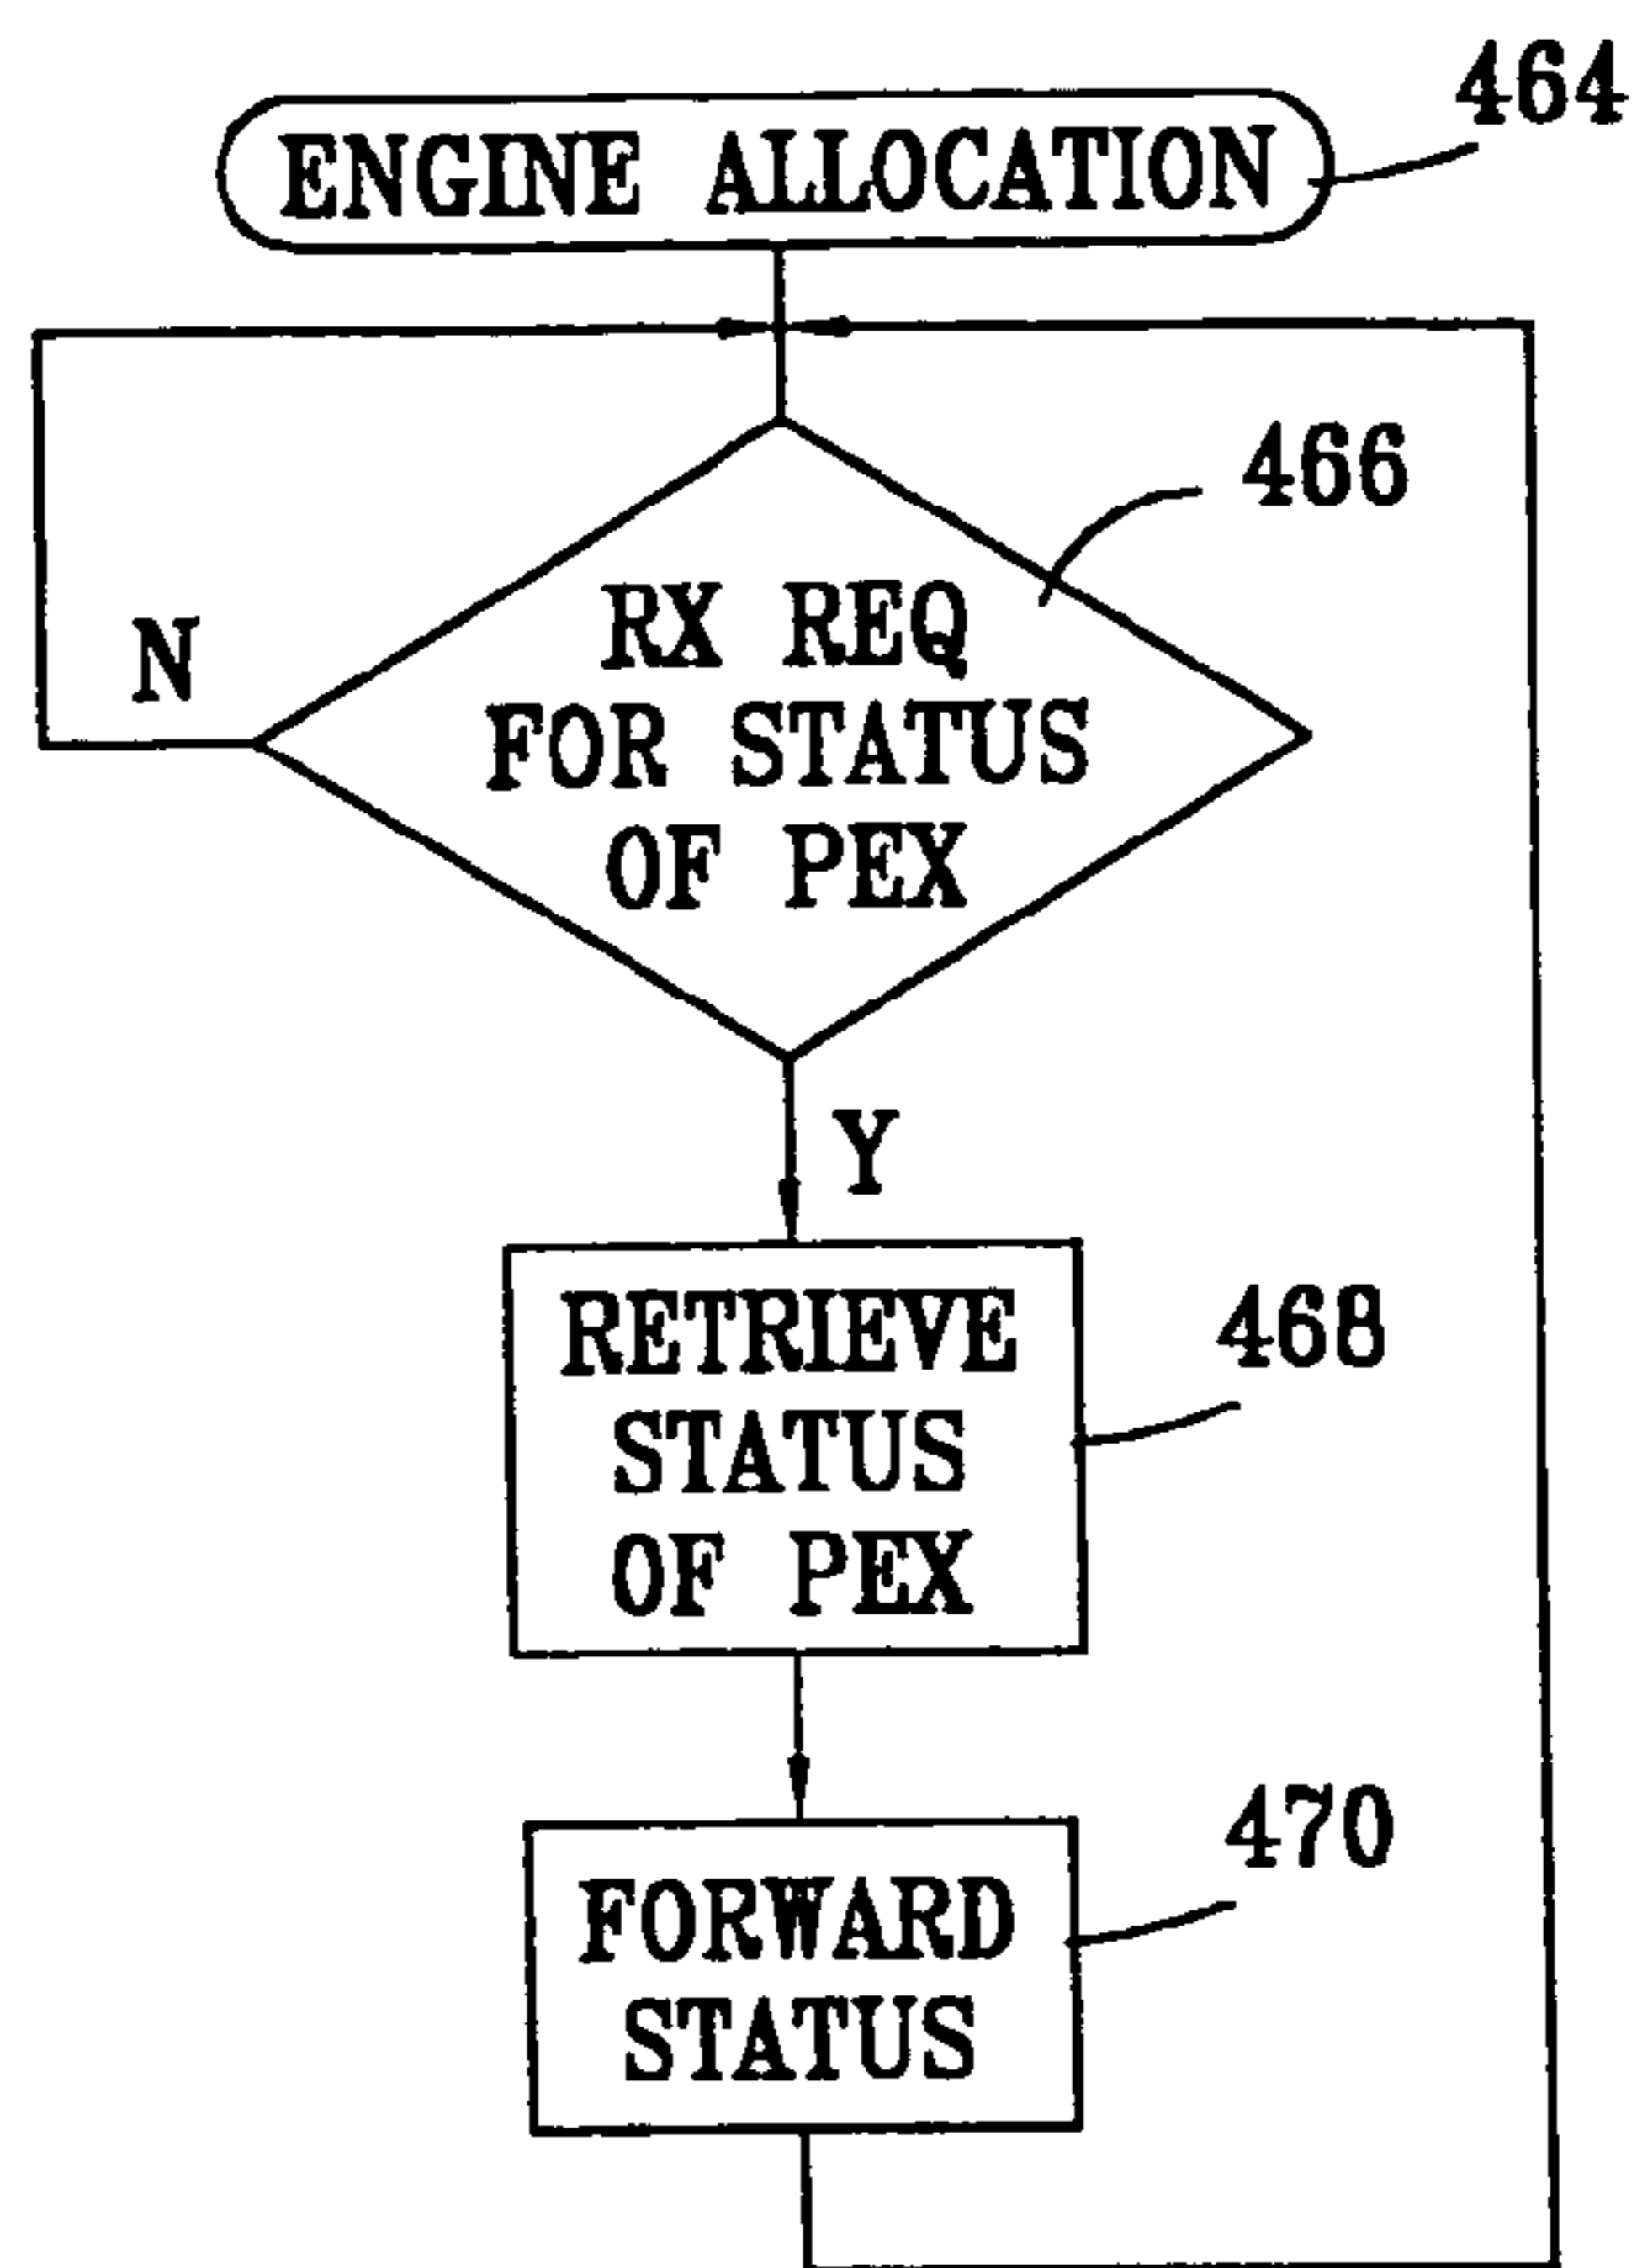 464
ENGINE ALLOCATION
466
RX REQ
FOR STATUS
OF PEX
N
Y
RETRIEVE
STATUS
OF PEX
468
FORWARD
STATUS
470